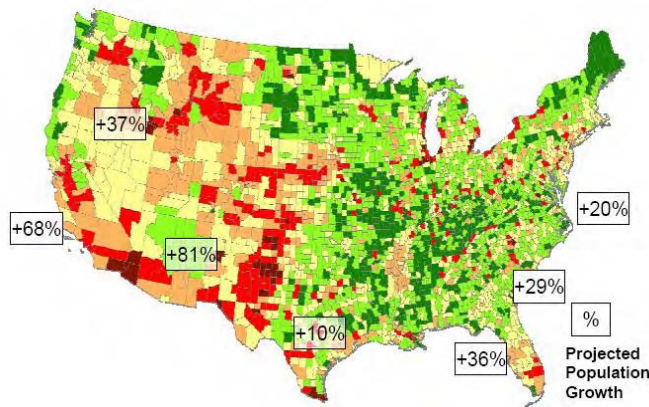 +37%
+20%
+68%
+81%
+29%
%
+10%
+36%
Projected
Population
Growth